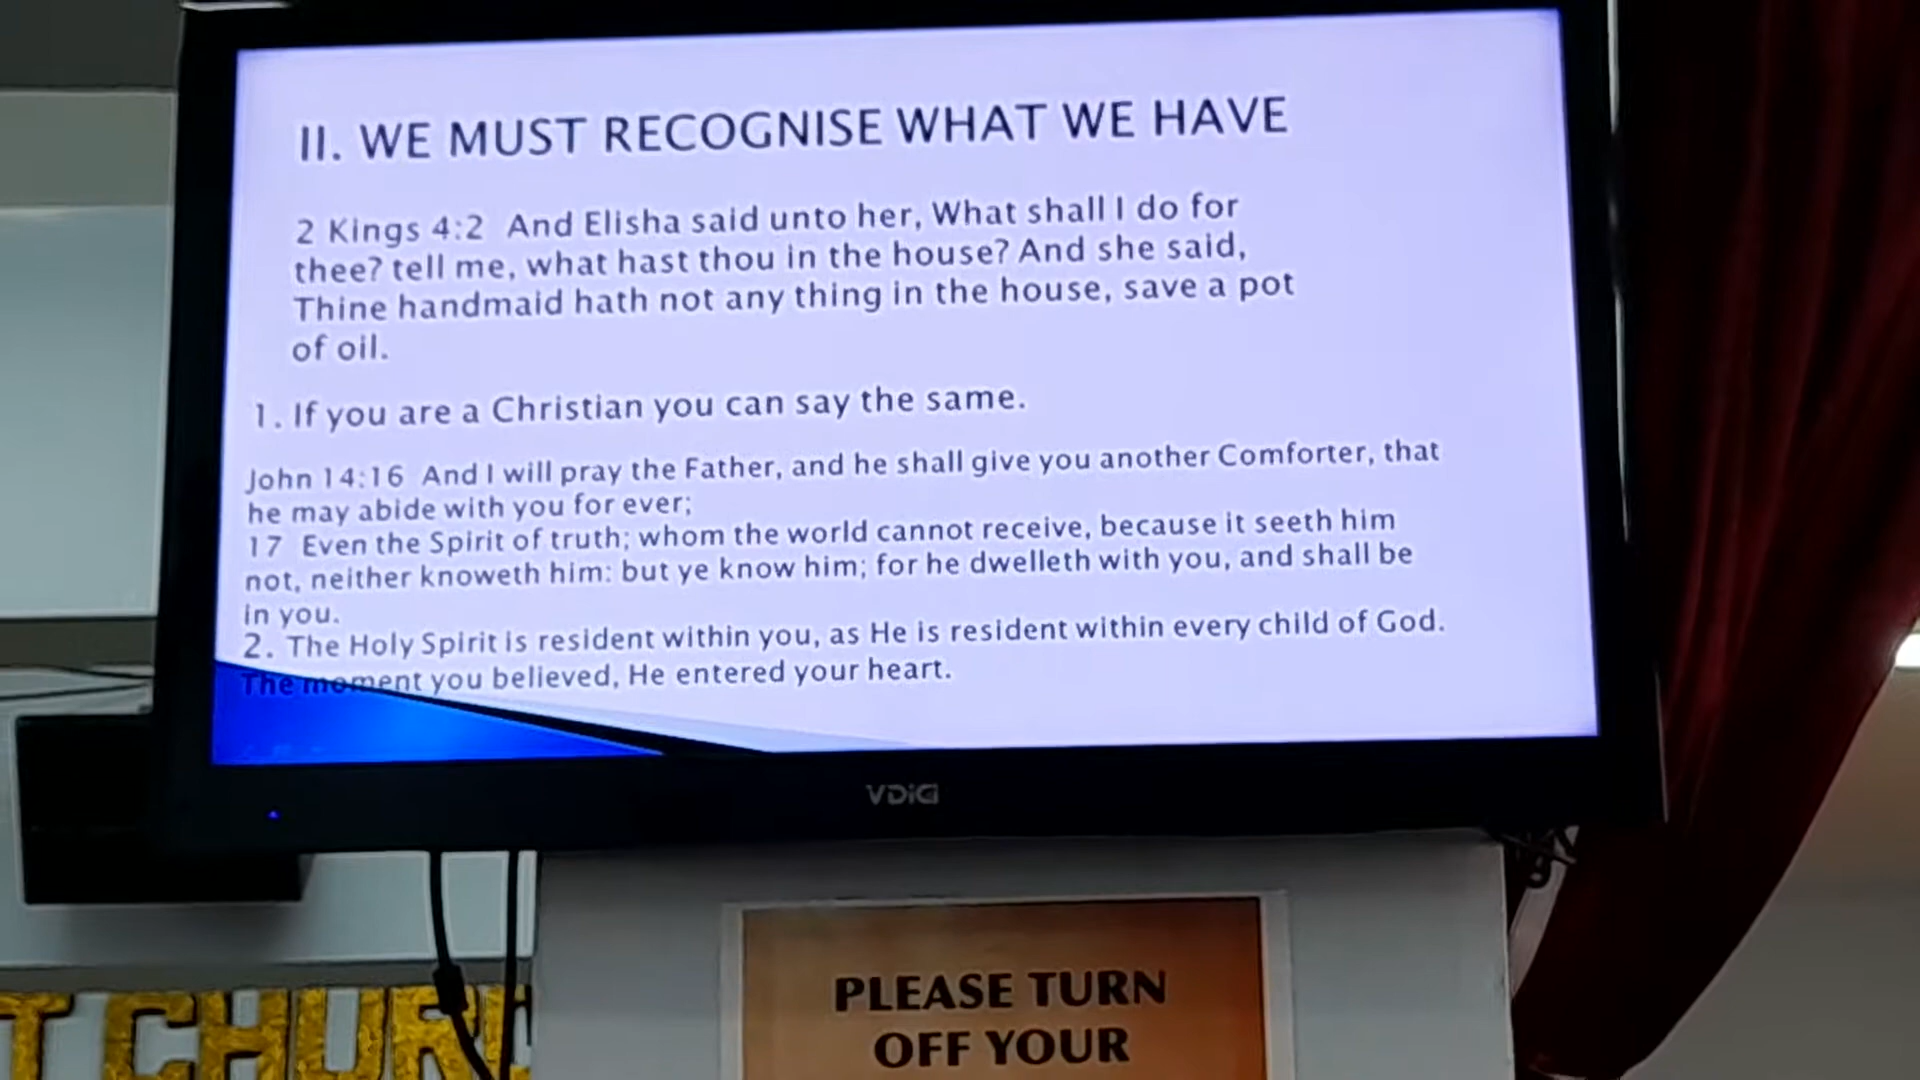 II. WE MUST RECOGNISE WHAT WE HAVE
2 Kings 4:2 And Elisha said unto her, What shall I do for
thee? tell me, what hast thou in the house? And she said,
Thine handmaid hath not any thing in the house, save a pot
of oil.
1. If you are a Christian you can say the same.
John 14:16 And I will pray the Father, and he shall give you another Comforter, that
he may abide with you for ever;
17 Even the Spirit of truth; whom the world cannot receive, because it seeth him
not, neither knoweth him: but ye know him; for he dwelleth with you, and shall be
in you.
2. The Holy Spirit is resident within you, as He is resident within every child of God.
The moment you believed, He entered your heart.
VDiGi
PLEASE TURN
OFF YOUR